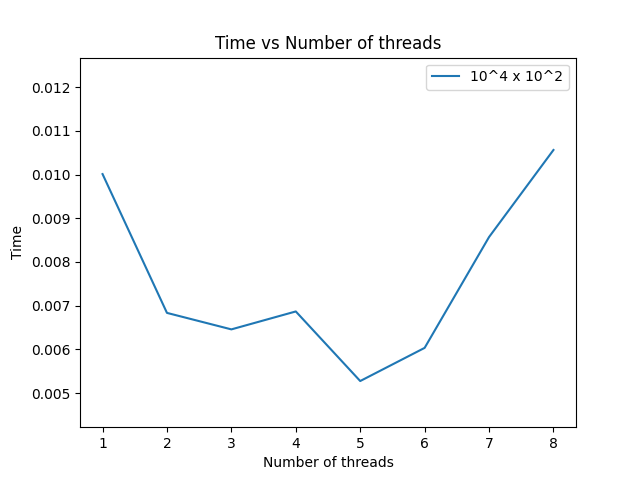 Time vs Number of threads
10^4 x 10^2
0.012
0.011
0.010
0.009
0.008
0.007
0.006
0.005
Time
1 2 3 4 5 6 7 8
Number of threads